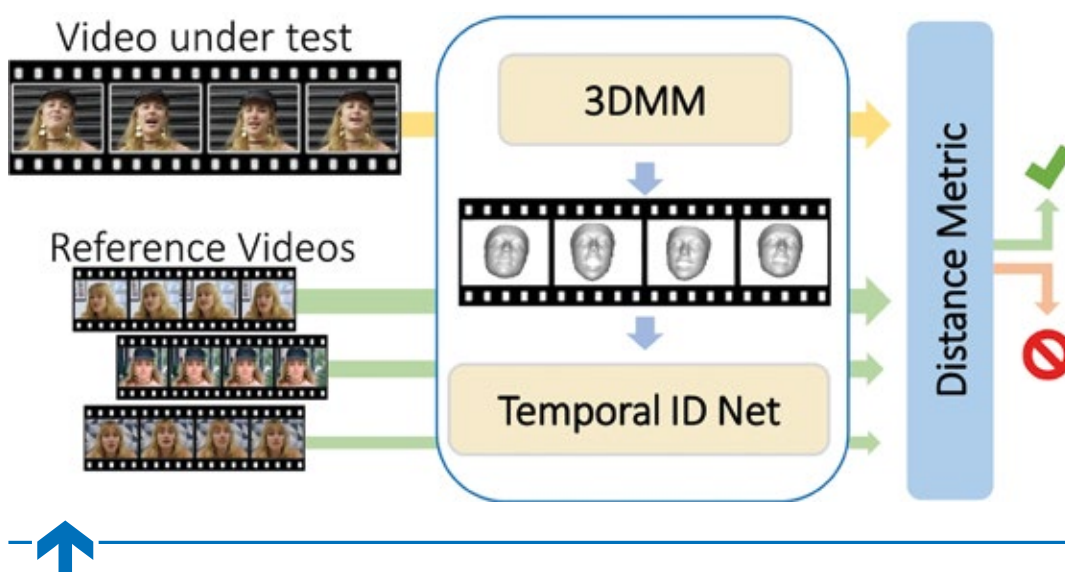 Video under test
3DMM
Reference Videos
Temporal ID Net
Distance Metric